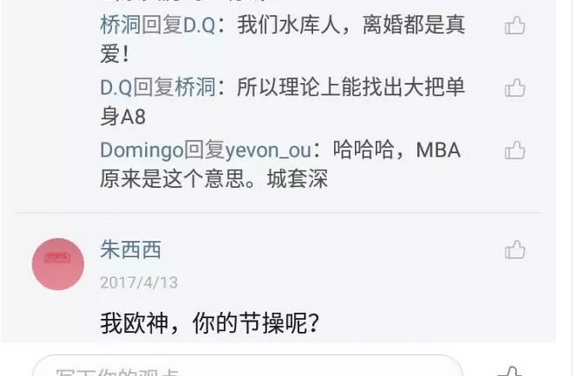 桥洞回复D.Q：我们水库人，离婚都是真
爱！
D.Q回复桥洞：所以理论上能找出大把单
身A8
Domingo回复yevon_ou：哈哈哈，MBA
原来是这个意思。城套深
朱西西
2017/4/13
我欧神，你的节操呢？
写下你的观点